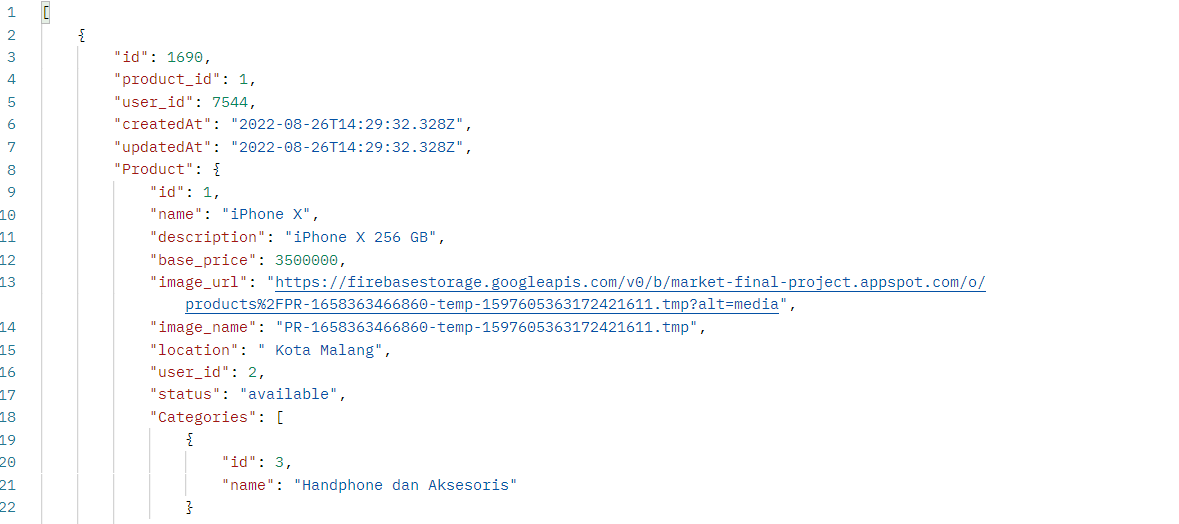 1 [
2 {
3 "id": 1690,
4 "product_id": 1,
5 "user_id": 7544,
6 "createdAt": "2022-08-26T14:29:32.328Z",
7 "updatedAt": "2022-08-26T14:29:32.328Z",
8 "Product": {
9 "id": 1,
10 "name": "iPhone X",
11 "description": "iPhone X 256 GB",
12 "base_price": 3500000,
13 "image_url": "https://firebasestorage.googleapis.com/v0/b/market-final-project.appspot.com/o/
products%2FPR-1658363466860-temp-1597605363172421611.tmp?alt=media",
14 "image_name": "PR-1658363466860-temp-1597605363172421611.tmp",
15 "location": " Kota Malang",
16 "user_id": 2,
17 "status": "available",
18 "Categories": [
19 {
20 "id": 3,
21 "name": "Handphone dan Aksesoris"
22 }